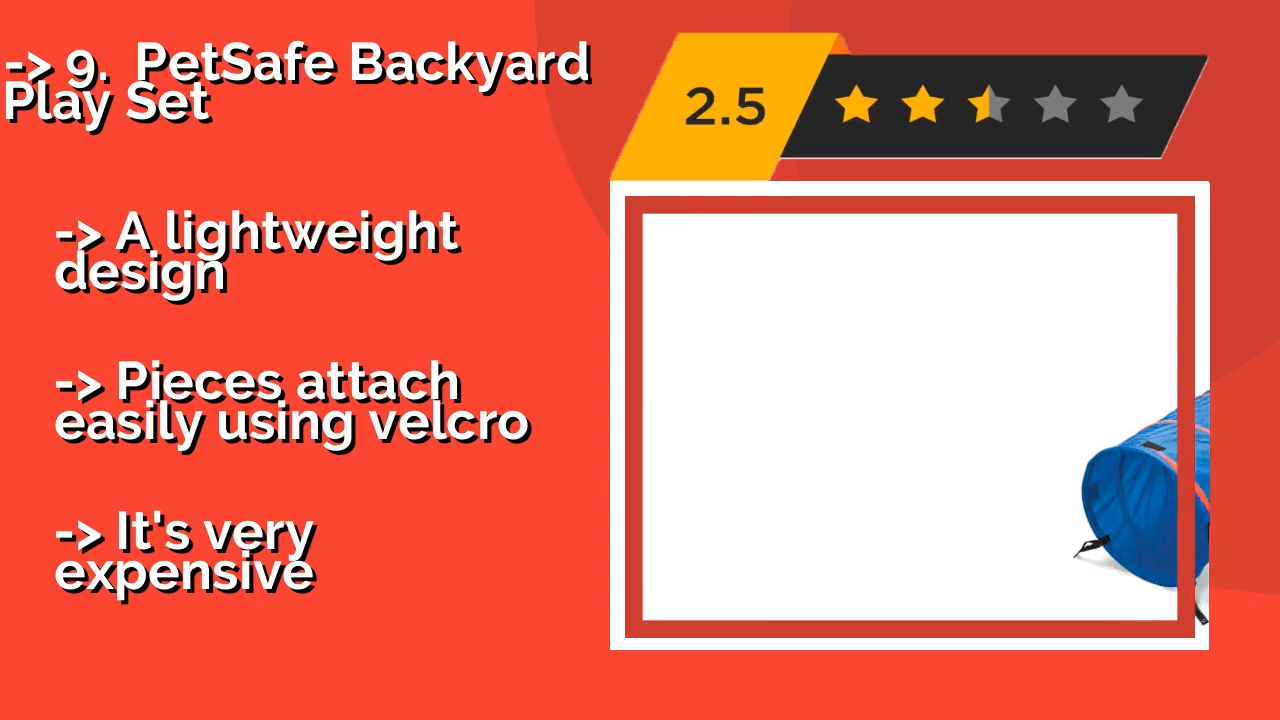 -> 9.  PetSafe Backyard
Play Set
2.5
-> A lightweight
design
-> Pieces attach
easily using velcro
-> It's very
expensive